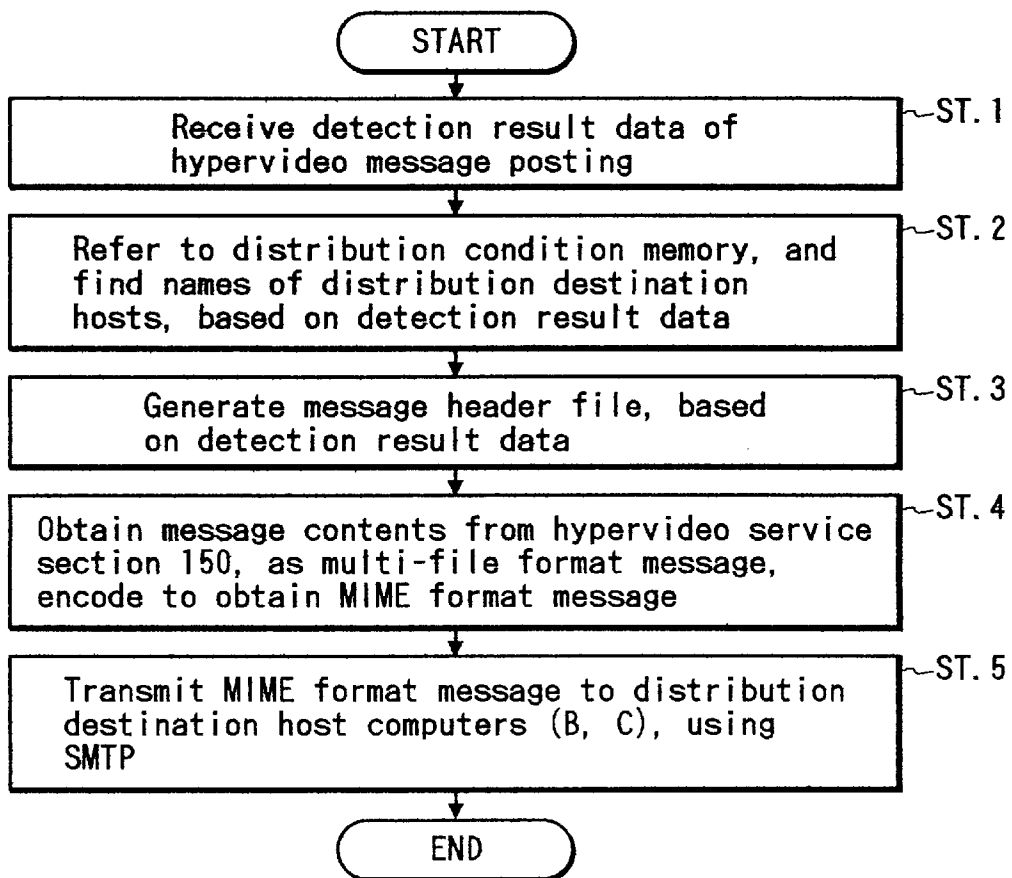 START
ST. 1
Receive detection result data of
hypervideo message posting
ST. 2
Refer to distribution condition memory, and
find names of distribution destination
hosts, based on detection result data
ST. 3
Generate message header file, based
on detection result data
ST. 4
Obtain message contents from hypervideo service
section 150, as multi-file format message,
encode to obtain MIME format message
ST. 5
Transmit MIME format message to distribution
destination host computers (B, C), using
SMTP
END